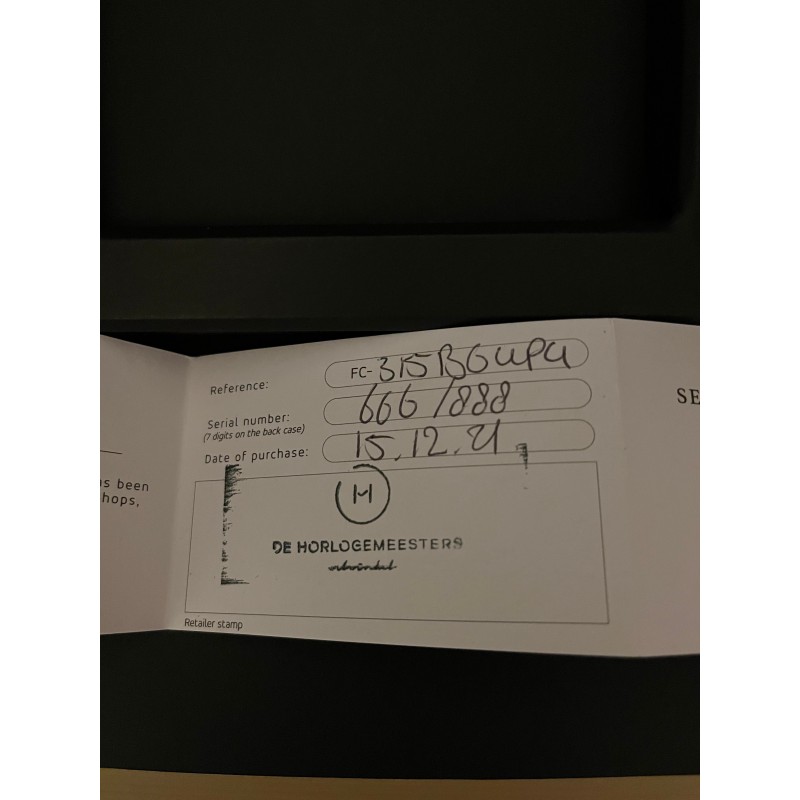 Reference:
FC-315BG4P4
Serial number:
(7 digits on the back case)
666/888
Date of purchase:
15.12.21
H
DE HORLOGEMEESTERS
Retailer stamp
s been
hops,
SE